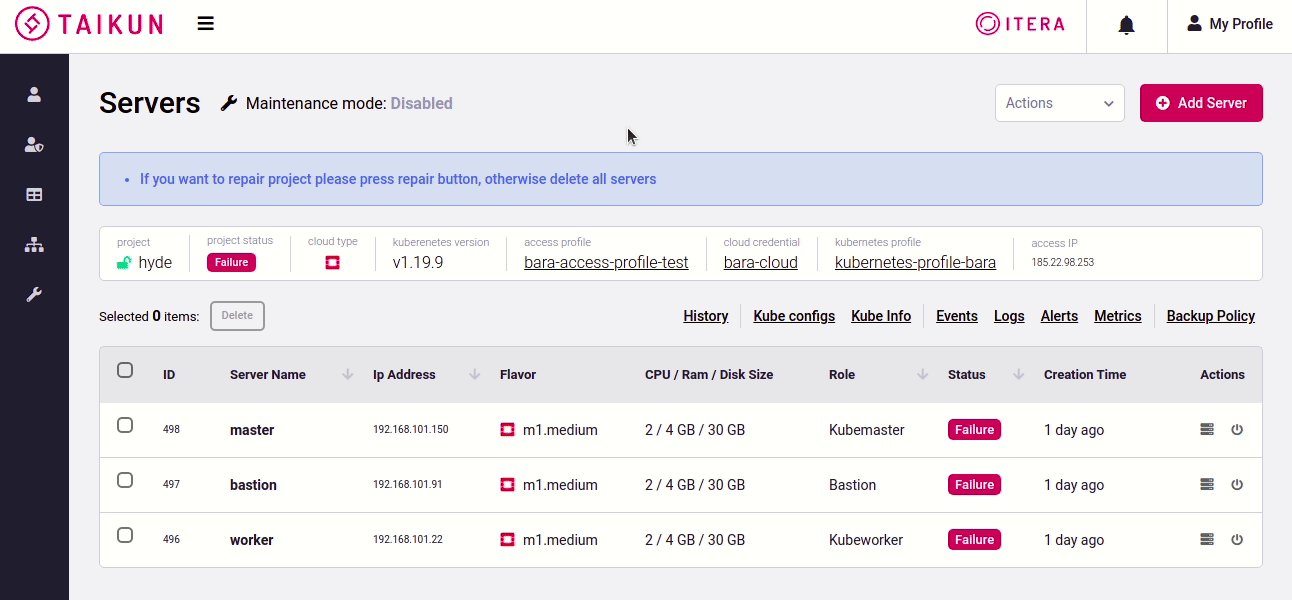 TAIKUN
ITERA
My Profile
Servers
Maintenance mode: Disabled
Actions
Add Server
If you want to repair project please press repair button, otherwise delete all servers
project project status cloud type kuberenetes version access profile cloud credential kubernetes profile access IP
hyde Failure v1.19.9 bara-access-profile-test bara-cloud kubernetes-profile-bara 185.22.98.253
Selected 0 items: Delete History Kube configs Kube Info Events Logs Alerts Metrics Backup Policy
ID Server Name Ip Address Flavor CPU / Ram / Disk Size Role Status Creation Time Actions
498 master 192.168.101.150 m1.medium 2 / 4 GB / 30 GB Kubemaster Failure 1 day ago
497 bastion 192.168.101.91 m1.medium 2 / 4 GB / 30 GB Bastion Failure 1 day ago
496 worker 192.168.101.22 m1.medium 2 / 4 GB / 30 GB Kubeworker Failure 1 day ago